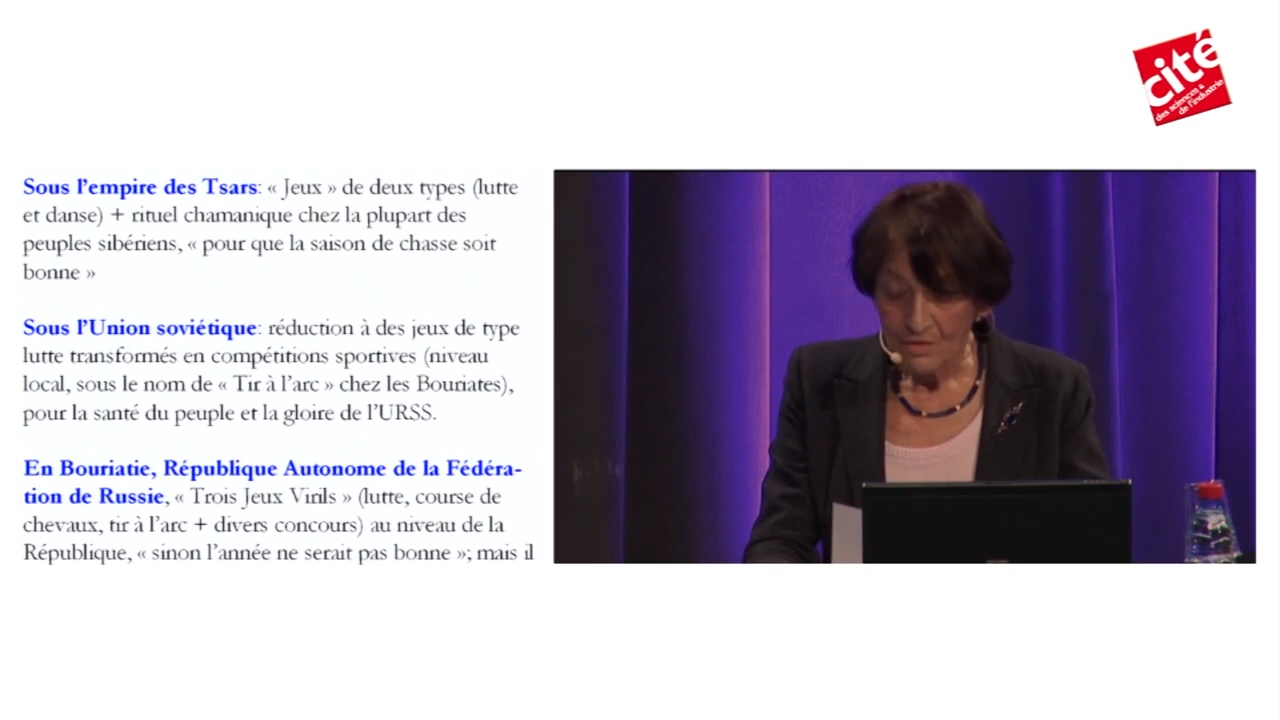 cité
des sciences &
de l'industrie
Sous l'empire des Tsars: « Jeux » de deux types (lutte
et danse) + rituel chamanique chez la plupart des
peuples sibériens, « pour que la saison de chasse soit
bonne »
Sous l'Union soviétique: réduction à des jeux de type
lutte transformés en compétitions sportives (niveau
local, sous le nom de « Tir à l'arc » chez les Bouriates),
pour la santé du peuple et la gloire de l'URSS.
En Bouriatie, République Autonome de la Fédéra-
tion de Russie, « Trois Jeux Virils » (lutte, course de
chevaux, tir à l'arc + divers concours) au niveau de la
République, « sinon l'année ne serait pas bonne »; mais il